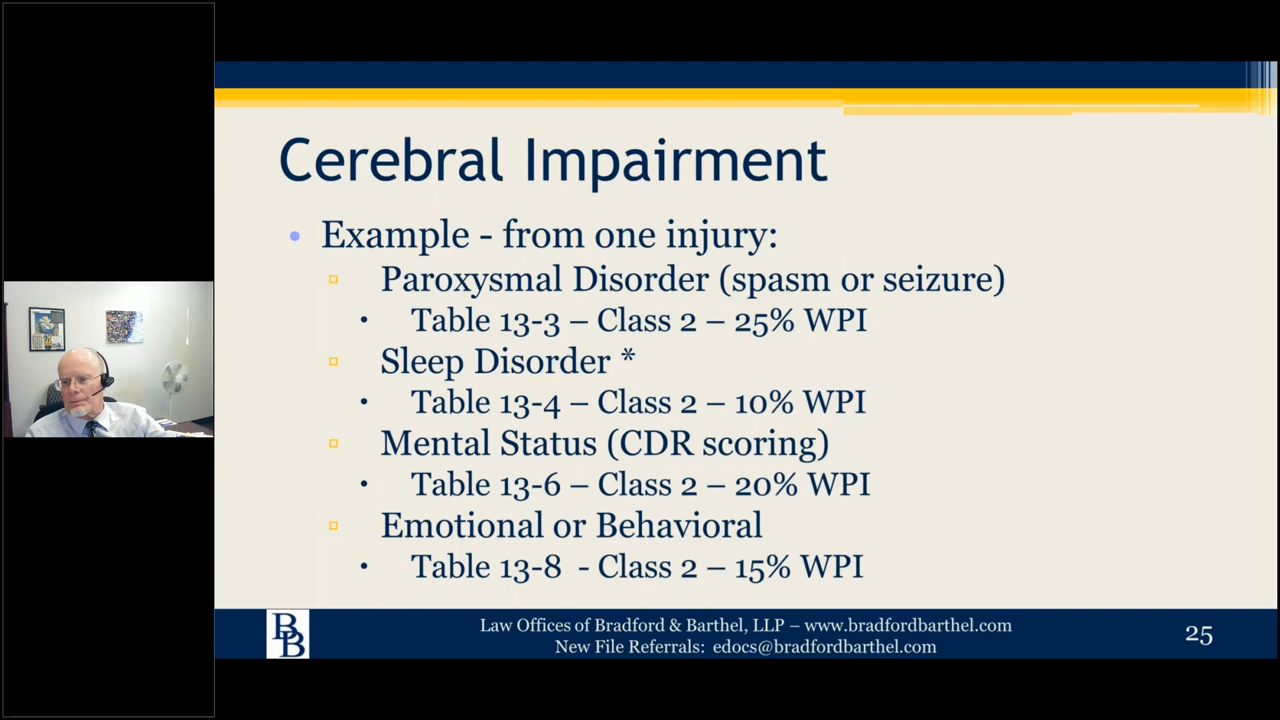 Cerebral Impairment
• Example - from one injury:
▫ Paroxysmal Disorder (spasm or seizure)
• Table 13-3 – Class 2 – 25% WPI
▫ Sleep Disorder *
• Table 13-4 – Class 2 – 10% WPI
▫ Mental Status (CDR scoring)
• Table 13-6 – Class 2 – 20% WPI
▫ Emotional or Behavioral
• Table 13-8 - Class 2 – 15% WPI
BB
Law Offices of Bradford & Barthel, LLP – www.bradfordbarthel.com
New File Referrals: edocs@bradfordbarthel.com
25